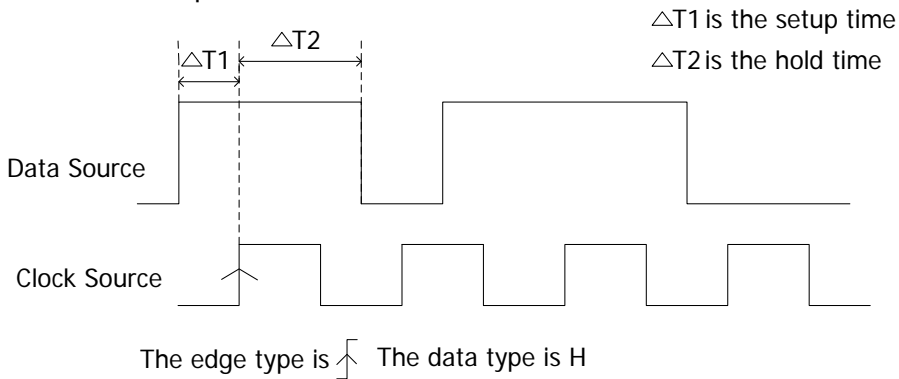 △T1 is the setup time
△T2 is the hold time
△T1
△T2
Data Source
Clock Source
The edge type is The data type is H